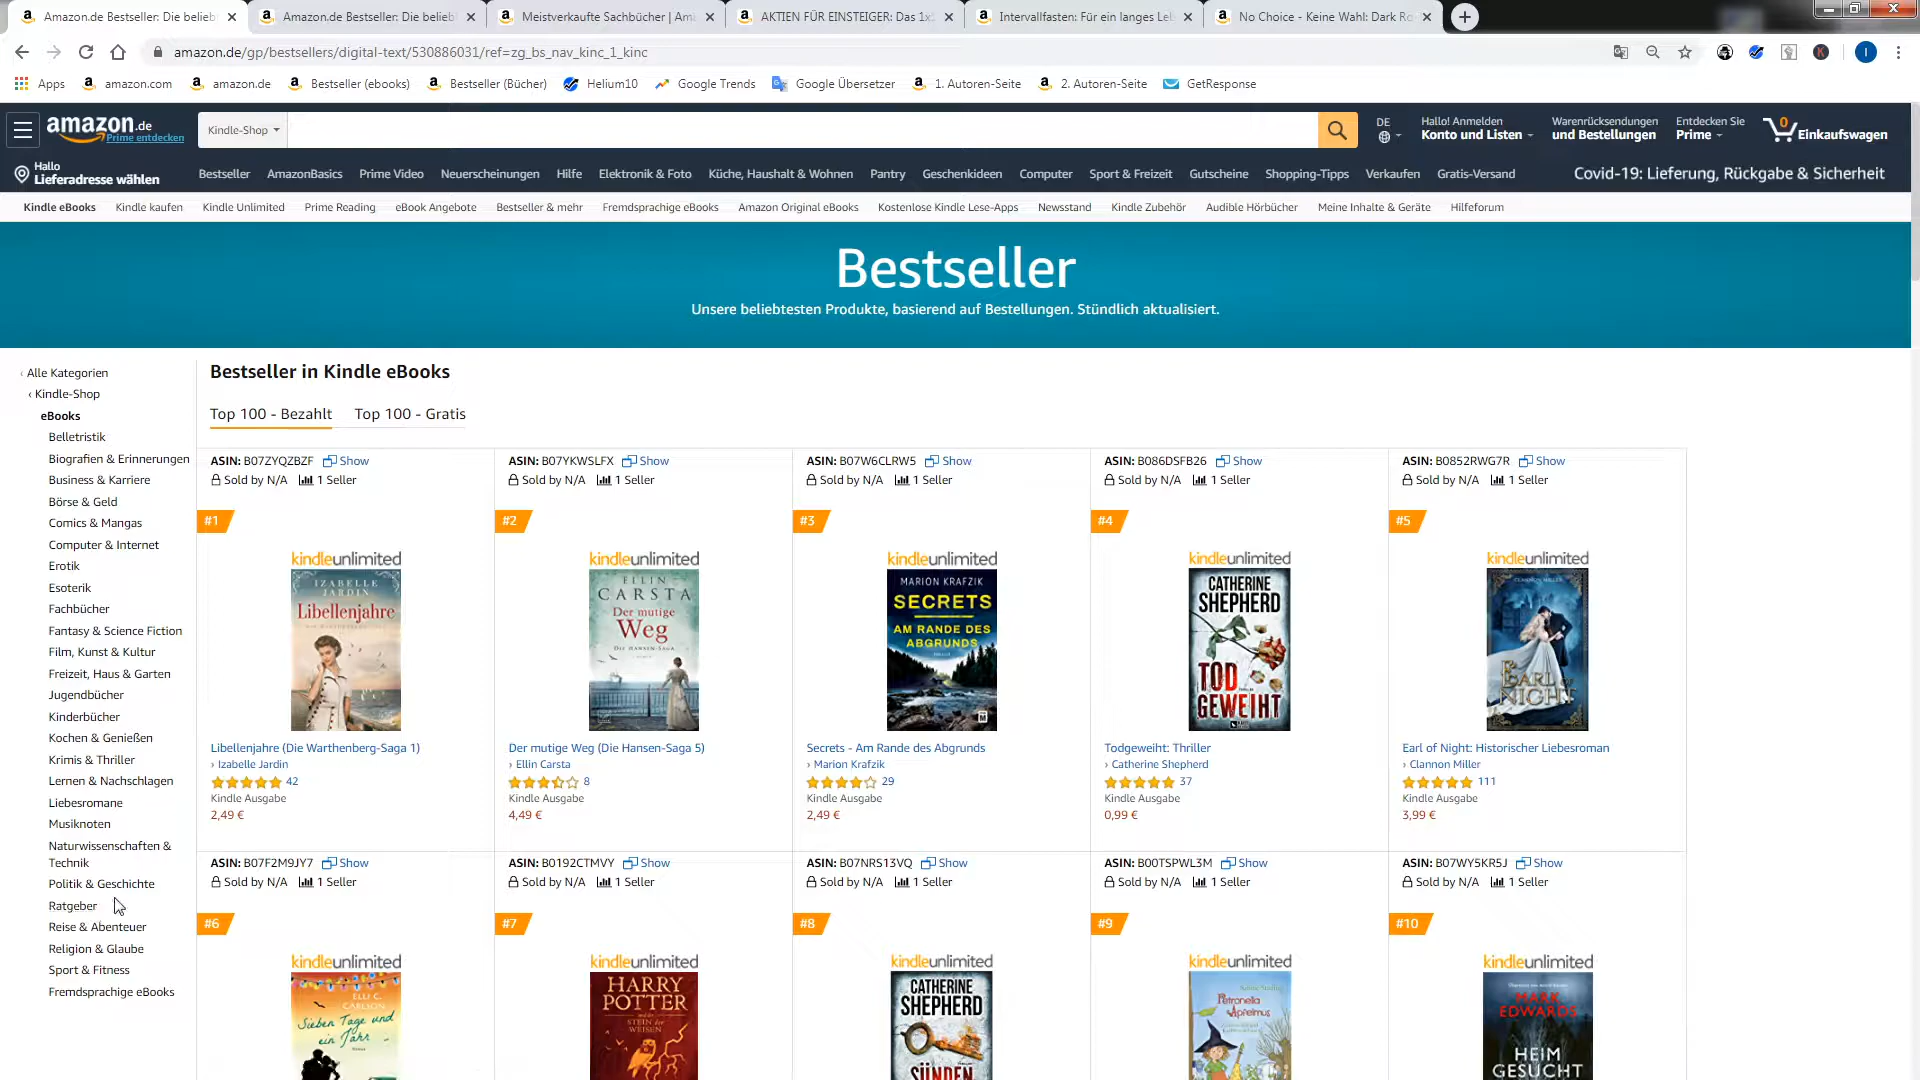 Amazon.de Bestseller: Die belieb
Amazon.de Bestseller: Die beliebt
Meistverkaufte Sachbücher | Am
AKTIEN FÜR EINSTEIGER: Das 1x
Intervallfasten: Für ein langes Le
No Choice - Keine Wahl: Dark Ro
amazon.de/gp/bestsellers/digital-text/530886031/ref=zg_bs_nav_kinc_1_kinc
Apps
amazon.com
amazon.de
Bestseller (ebooks)
Bestseller (Bücher)
Helium10
Google Trends
Google Übersetzer
1. Autoren-Seite
2. Autoren-Seite
GetResponse
amazon.de
Prime entdecken
Kindle-Shop
DE
Hallo! Anmelden
Konto und Listen
Warenrücksendungen
und Bestellungen
Entdecken Sie
Prime
0
Einkaufswagen
Hallo
Lieferadresse wählen
Bestseller AmazonBasics Prime Video Neuerscheinungen Hilfe Elektronik & Foto Küche, Haushalt & Wohnen Pantry Geschenkideen Computer Sport & Freizeit Gutscheine Shopping-Tipps Verkaufen Gratis-Versand
Covid-19: Lieferung, Rückgabe & Sicherheit
Kindle eBooks Kindle kaufen Kindle Unlimited Prime Reading eBook Angebote Bestseller & mehr Fremdsprachige eBooks Amazon Original eBooks Kostenlose Kindle Lese-Apps Newsstand Kindle Zubehör Audible Hörbücher Meine Inhalte & Geräte Hilfeforum
Bestseller
Unsere beliebtesten Produkte, basierend auf Bestellungen. Stündlich aktualisiert.
‹ Alle Kategorien
‹ Kindle-Shop
eBooks
Belletristik
Biografien & Erinnerungen
Business & Karriere
Börse & Geld
Comics & Mangas
Computer & Internet
Erotik
Esoterik
Fachbücher
Fantasy & Science Fiction
Film, Kunst & Kultur
Freizeit, Haus & Garten
Jugendbücher
Kinderbücher
Kochen & Genießen
Krimis & Thriller
Lernen & Nachschlagen
Liebesromane
Musiknoten
Naturwissenschaften &
Technik
Politik & Geschichte
Ratgeber
Reise & Abenteuer
Religion & Glaube
Sport & Fitness
Fremdsprachige eBooks
Bestseller in Kindle eBooks
Top 100 - Bezahlt Top 100 - Gratis
ASIN: B07ZYQZBZF Show
Sold by N/A 1 Seller
#1
kindleunlimited
IZABELLE
JARDIN
Libellenjahre
Libellenjahre (Die Warthenberg-Saga 1)
› Izabelle Jardin
42
Kindle Ausgabe
2,49 €
ASIN: B07YKWSLFX Show
Sold by N/A 1 Seller
#2
kindleunlimited
ELLIN
CARSTA
Der mutige
Weg
DIE HANSEN-SAGA
Der mutige Weg (Die Hansen-Saga 5)
› Ellin Carsta
8
Kindle Ausgabe
4,49 €
ASIN: B07W6CLRW5 Show
Sold by N/A 1 Seller
#3
kindleunlimited
MARION KRAFZIK
SECRETS
AM RANDE DES
ABGRUNDS
Secrets - Am Rande des Abgrunds
› Marion Krafzik
29
Kindle Ausgabe
2,49 €
ASIN: B086DSFB26 Show
Sold by N/A 1 Seller
#4
kindleunlimited
CATHERINE
SHEPHERD
TOD
GEWEIHT
Todgeweiht: Thriller
› Catherine Shepherd
37
Kindle Ausgabe
0,99 €
ASIN: B0852RWG7R Show
Sold by N/A 1 Seller
#5
kindleunlimited
CLANNON MILLER
EARL of
NIGHT
Earl of Night: Historischer Liebesroman
› Clannon Miller
111
Kindle Ausgabe
3,99 €
ASIN: B07F2M9JY7 Show
Sold by N/A 1 Seller
#6
kindleunlimited
ELLI C.
CARLSON
Sieben Tage und
ein Jahr
ASIN: B0192CTMVY Show
Sold by N/A 1 Seller
#7
kindleunlimited
HARRY
POTTER
und der
STEIN der
WEISEN
ASIN: B07NRS13VQ Show
Sold by N/A 1 Seller
#8
kindleunlimited
CATHERINE
SHEPHERD
SÜNDEN
ASIN: B00TSPWL3M Show
Sold by N/A 1 Seller
#9
kindleunlimited
Petronella
Apfelmus
ASIN: B07WY5KR5J Show
Sold by N/A 1 Seller
#10
kindleunlimited
MARK
EDWARDS
HEIM
GESUCHT